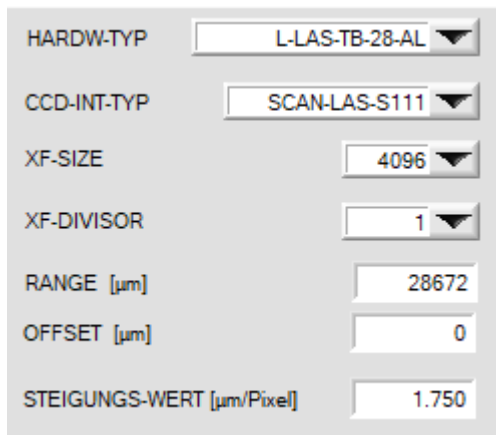 HARDW-TYP L-LAS-TB-28-AL
CCD-INT-TYP SCAN-LAS-S111
XF-SIZE 4096
XF-DIVISOR 1
RANGE [µm] 28672
OFFSET [µm] 0
STEIGUNGS-WERT [µm/Pixel] 1.750